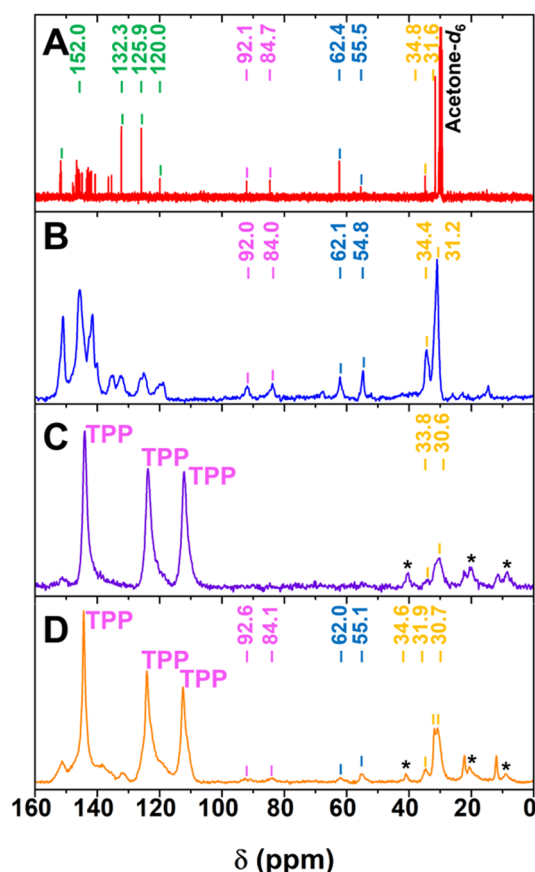 A
152.0
132.3
125.9
120.0
92.1
84.7
62.4
55.5
34.8
31.6
Acetone-d6
B
92.0
84.0
62.1
54.8
34.4
31.2
C
TPP
TPP
TPP
33.8
30.6
*
*
*
D
TPP
TPP
TPP
92.6
84.1
62.0
55.1
34.6
31.9
30.7
*
*
*
160 140 120 100 80 60 40 20 0
δ (ppm)